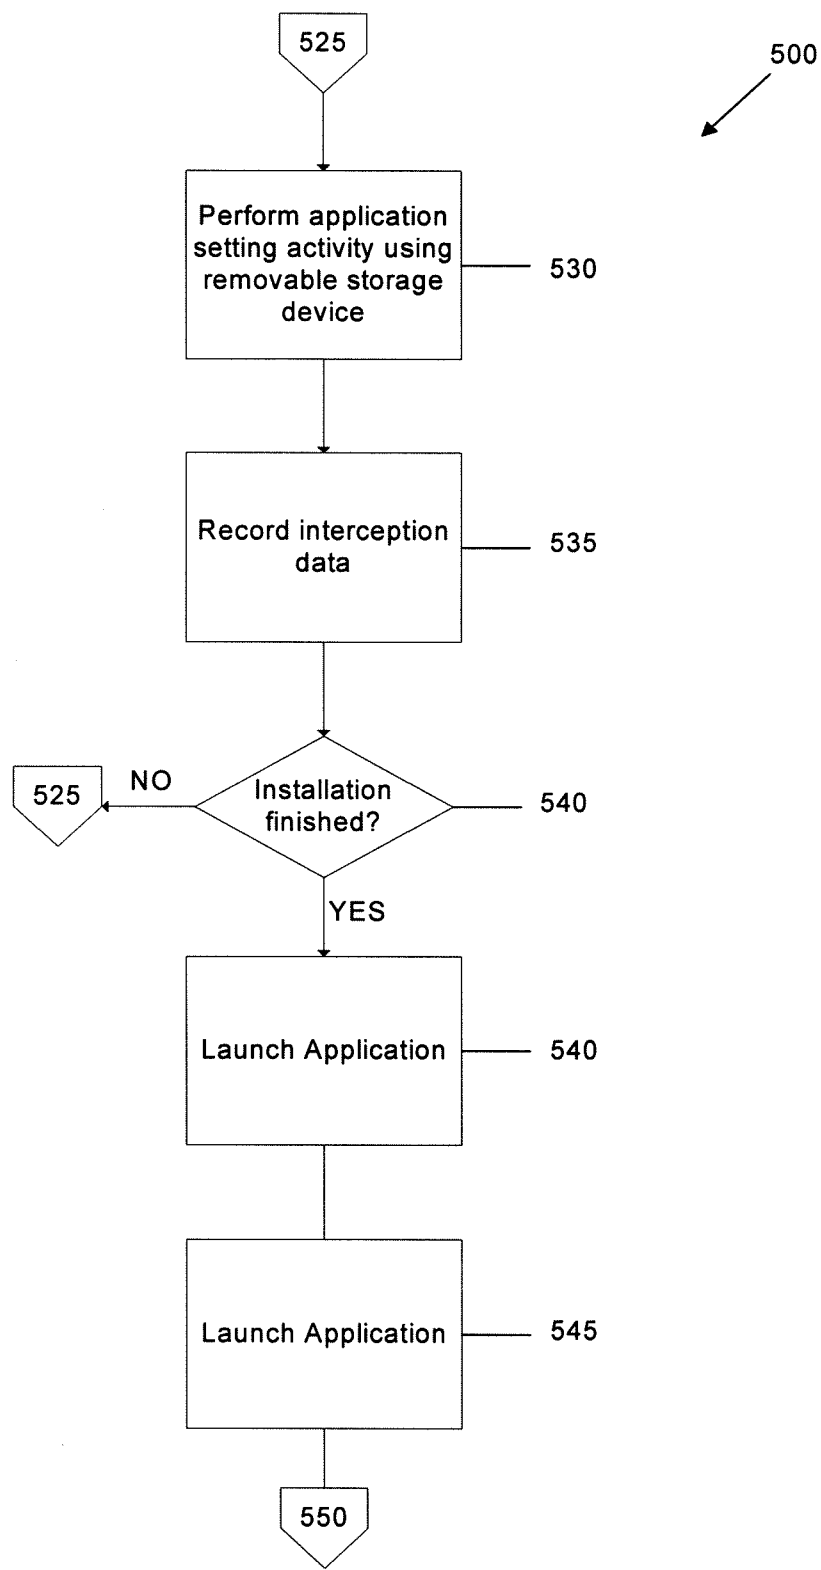 525
500
Perform application
setting activity using
removable storage
device
530
Record interception
data
535
525
NO
Installation
finished?
540
YES
Launch Application
540
Launch Application
545
550